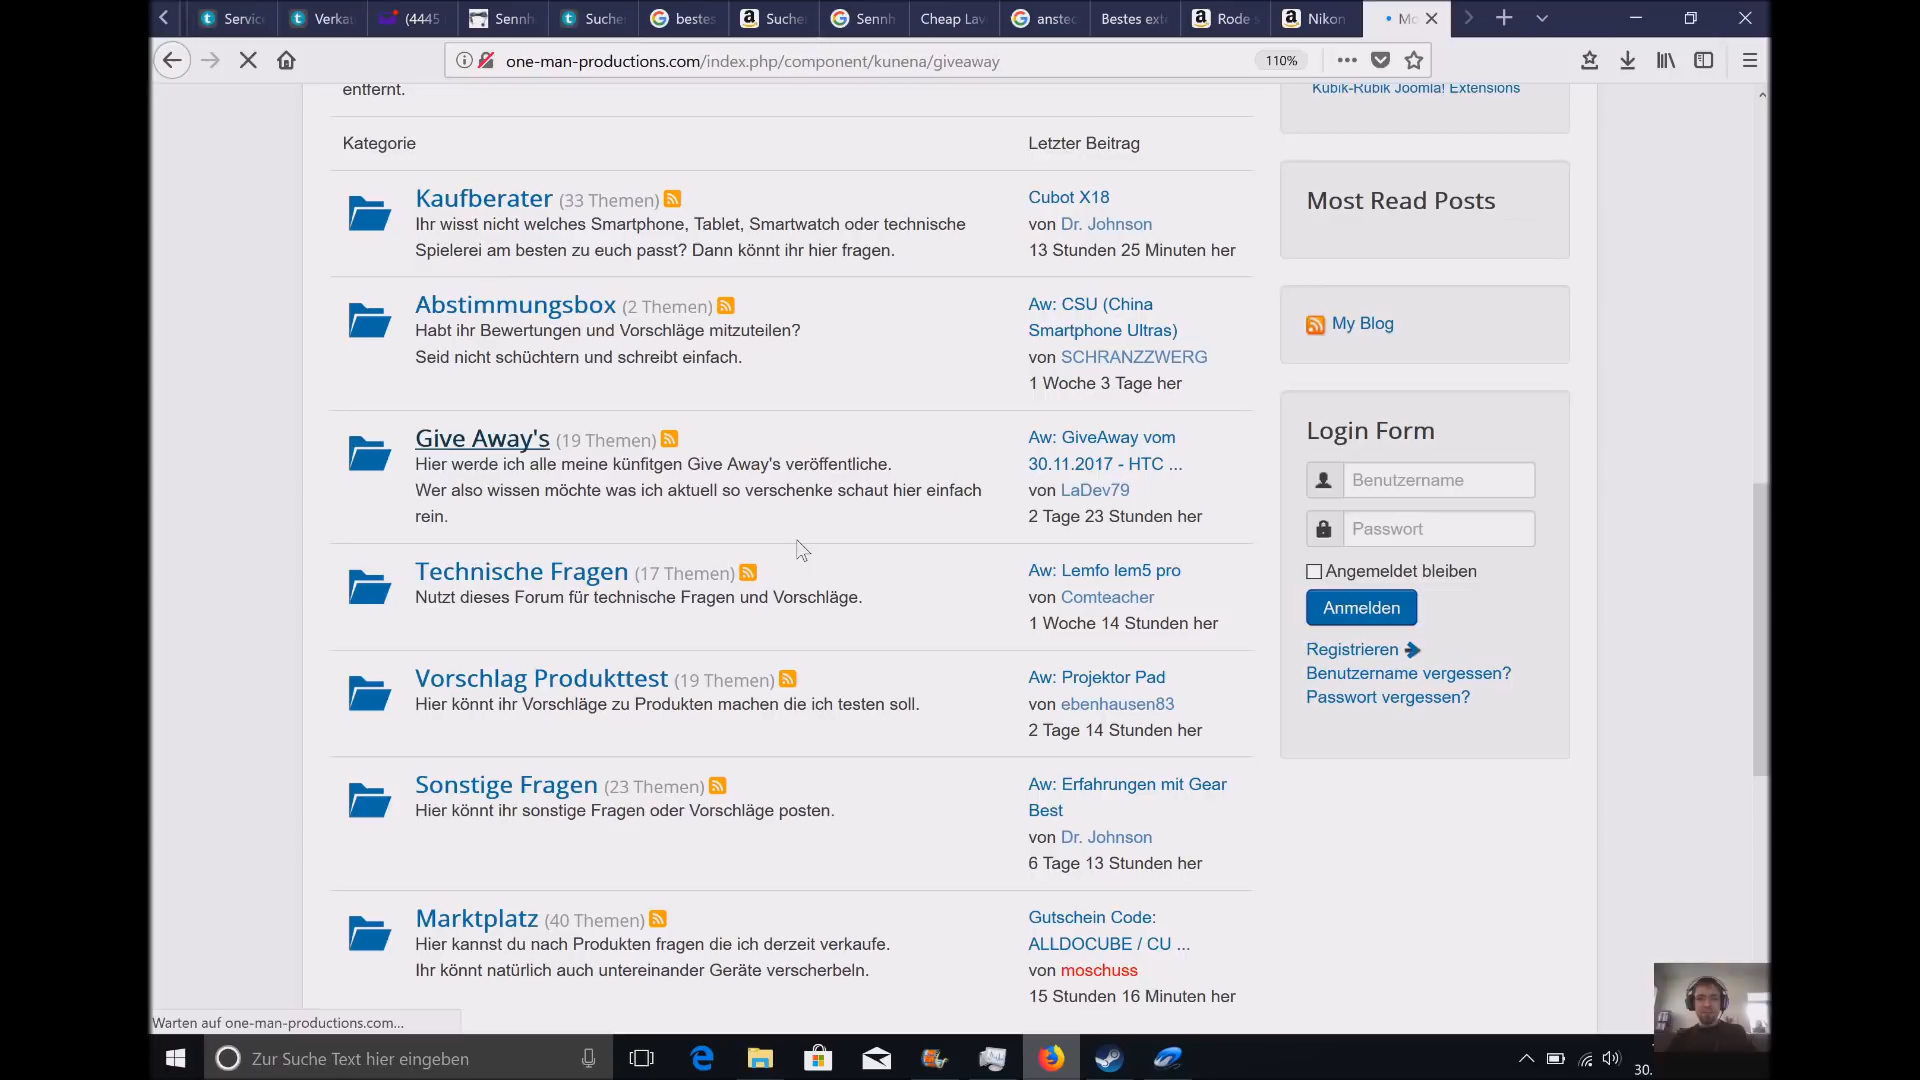 Service
Verkau
(4445
Sennh
Suche
bestes
Suche
Sennh
Cheap Lav
anstec
Bestes ext
Rode s
Nikon
Mo
one-man-productions.com/index.php/component/kunena/giveaway
110%
entfernt.
Kubik-Rubik Joomla! Extensions
Kategorie
Letzter Beitrag
Kaufberater (33 Themen)
Ihr wisst nicht welches Smartphone, Tablet, Smartwatch oder technische
Spielerei am besten zu euch passt? Dann könnt ihr hier fragen.
Cubot X18
von Dr. Johnson
13 Stunden 25 Minuten her
Abstimmungsbox (2 Themen)
Habt ihr Bewertungen und Vorschläge mitzuteilen?
Seid nicht schüchtern und schreibt einfach.
Aw: CSU (China
Smartphone Ultras)
von SCHRANZZWERG
1 Woche 3 Tage her
Give Away's (19 Themen)
Hier werde ich alle meine künfitgen Give Away's veröffentliche.
Wer also wissen möchte was ich aktuell so verschenke schaut hier einfach
rein.
Aw: GiveAway vom
30.11.2017 - HTC ...
von LaDev79
2 Tage 23 Stunden her
Technische Fragen (17 Themen)
Nutzt dieses Forum für technische Fragen und Vorschläge.
Aw: Lemfo lem5 pro
von Comteacher
1 Woche 14 Stunden her
Vorschlag Produkttest (19 Themen)
Hier könnt ihr Vorschläge zu Produkten machen die ich testen soll.
Aw: Projektor Pad
von ebenhausen83
2 Tage 14 Stunden her
Sonstige Fragen (23 Themen)
Hier könnt ihr sonstige Fragen oder Vorschläge posten.
Aw: Erfahrungen mit Gear
Best
von Dr. Johnson
6 Tage 13 Stunden her
Marktplatz (40 Themen)
Hier kannst du nach Produkten fragen die ich derzeit verkaufe.
Ihr könnt natürlich auch untereinander Geräte verscherbeln.
Gutschein Code:
ALLDOCUBE / CU ...
von moschuss
15 Stunden 16 Minuten her
Most Read Posts
My Blog
Login Form
Benutzername
Passwort
Angemeldet bleiben
Anmelden
Registrieren
Benutzername vergessen?
Passwort vergessen?
Warten auf one-man-productions.com...
Zur Suche Text hier eingeben
30.